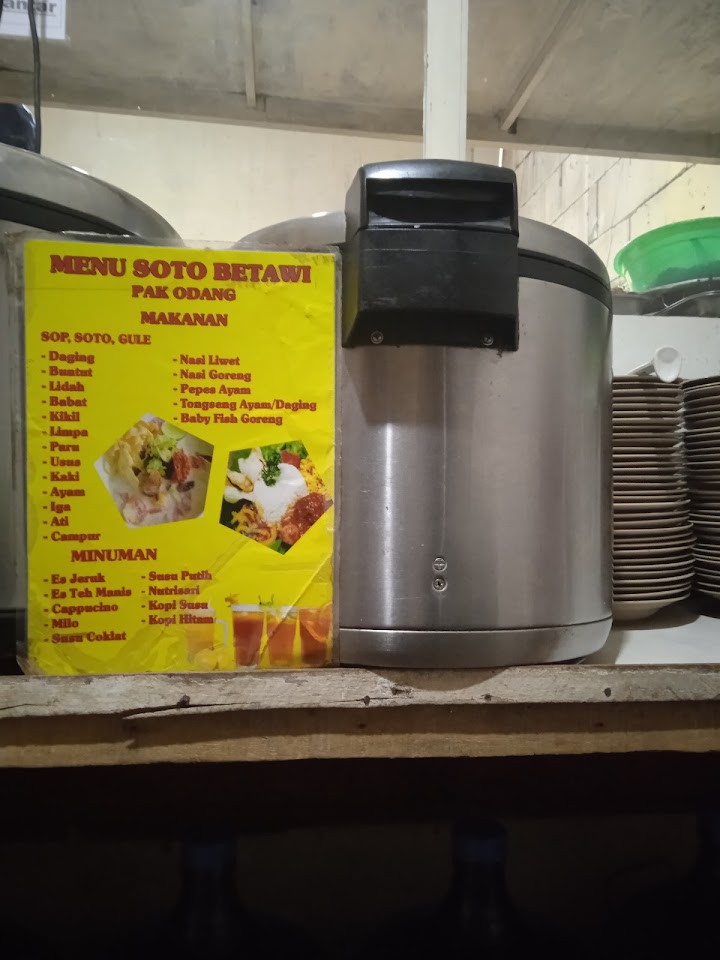 MENU SOTO BETAWI
PAK ODANG
MAKANAN
SOP, SOTO, GULE
- Daging
- Buntut
- Lidah
- Babat
- Kikil
- Limpa
- Paru
- Usus
- Kaki
- Ayam
- Iga
- Ati
- Campur
- Nasi Liwet
- Nasi Goreng
- Pepes Ayam
- Tongseng Ayam/Daging
- Baby Fish Goreng
MINUMAN
- Es Jeruk
- Es Teh Manis
- Cappucino
- Milo
- Susu Coklat
- Susu Putih
- Nutrisari
- Kopi Susu
- Kopi Hitam